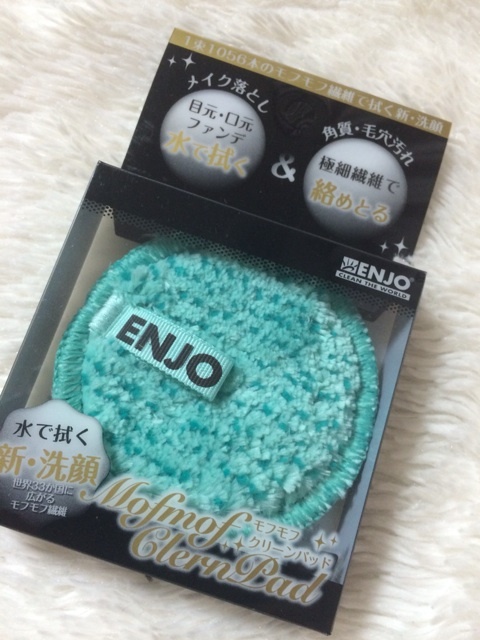 1束1056本のモフモフ繊維で拭く新・洗顔
メイク落とし
目元・口元
ファンデ
水で拭く
&
角質・毛穴汚れ
極細繊維で
絡めとる
ENJO
CLEAN THE WORLD
ENJO
水で拭く
新・洗顔
世界33か国に
広がる
モフモフ繊維
Mofmof
モフモフ
クリーンパッド
ClernPad